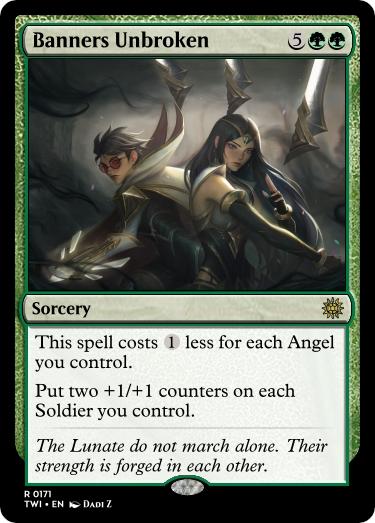 Banners Unbroken 5
Sorcery
This spell costs 1 less for each Angel
you control.
Put two +1/+1 counters on each
Soldier you control.
The Lunate do not march alone. Their
strength is forged in each other.
R 0171
TWI • EN Dadi Z